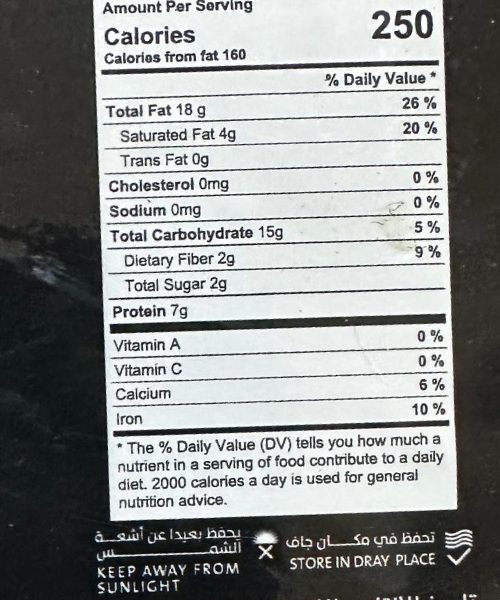 Amount Per Serving
Calories 250
Calories from fat 160
% Daily Value *
Total Fat 18 g 26 %
Saturated Fat 4g 20 %
Trans Fat 0g
Cholesterol 0mg 0 %
Sodium 0mg 0 %
Total Carbohydrate 15g 5 %
Dietary Fiber 2g 9 %
Total Sugar 2g
Protein 7g
Vitamin A 0 %
Vitamin C 0 %
Calcium 6 %
Iron 10 %
* The % Daily Value (DV) tells you how much a
nutrient in a serving of food contribute to a daily
diet. 2000 calories a day is used for general
nutrition advice.
يحفظ بعيدا عن أشعـــة
الشمـــــــس
KEEP AWAY FROM
SUNLIGHT
تحفظ في مكـــان جاف
STORE IN DRAY PLACE